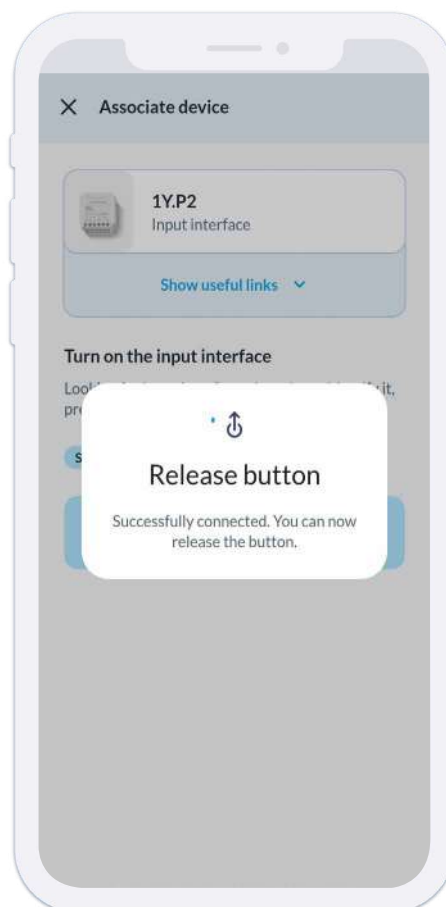 Associate device
1Y.P2
Input interface
Show useful links
Turn on the input interface
Release button
Successfully connected. You can now
release the button.